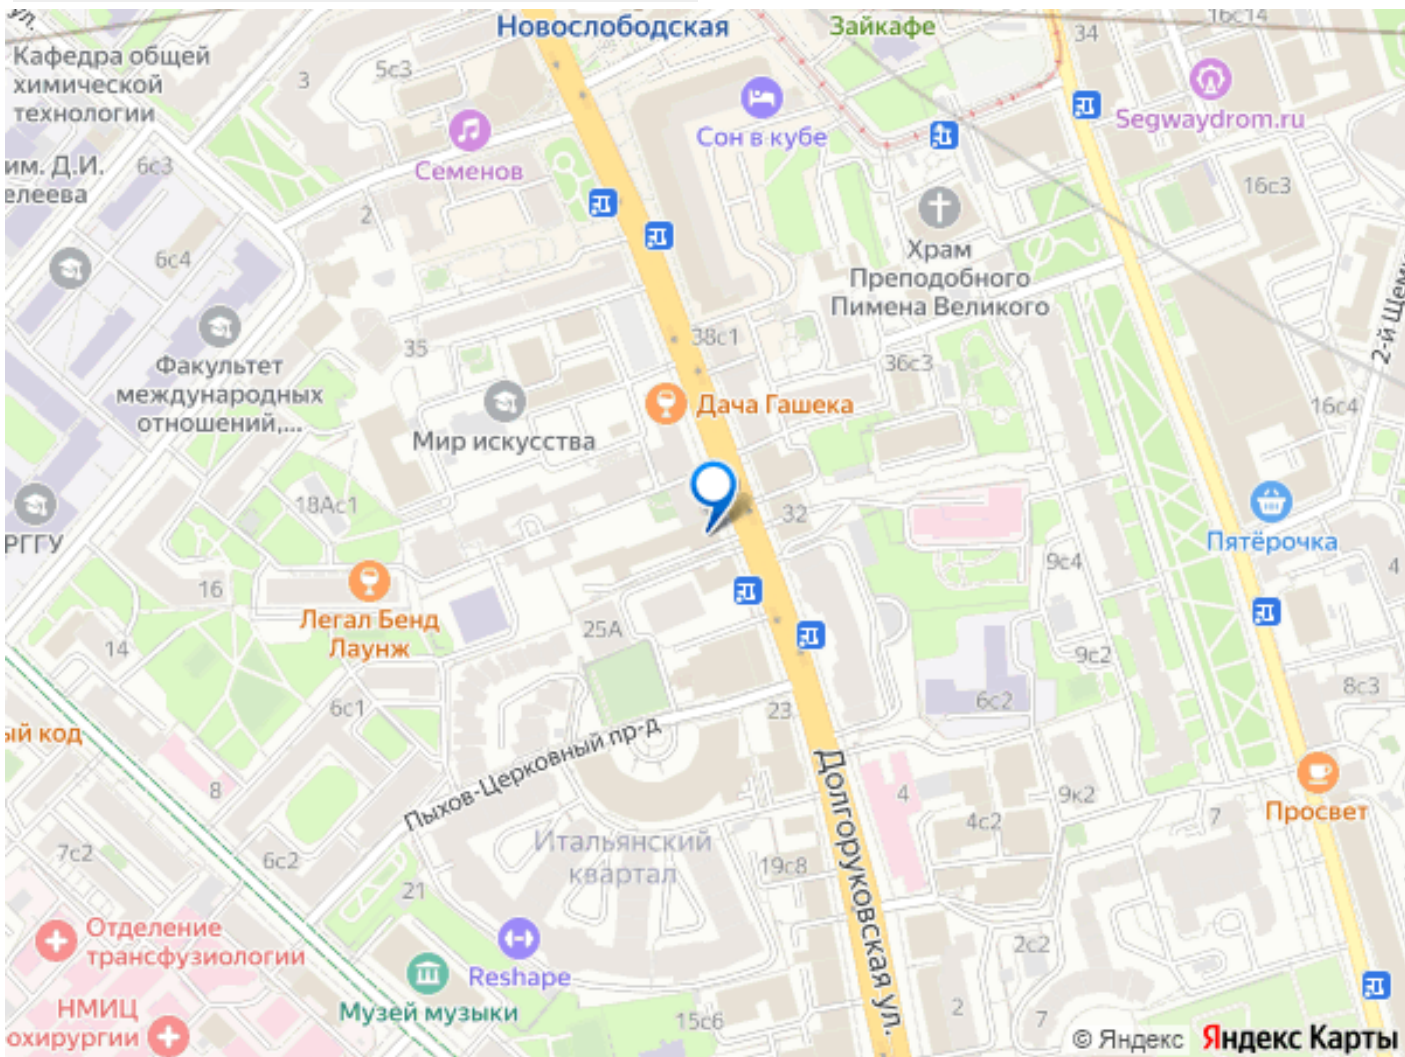 ул.
Новослободская
Зайкафе
16с14
34
Кафедра общей
химической
технологии
3
5с3
Сон в кубе
Segwaydrom.ru
Семенов
им. Д.И.
елеева
6с3
16с3
2
Храм
Преподобного
Пимена Великого
6с4
38с1
35
36с3
Факультет
международных
отношений,...
Дача Гашека
16с4
Мир искусства
18Ас1
32
РГГУ
Пятёрочка
9с4
4
16
Легал Бенд
Лаунж
25А
14
9с2
6с2
8с3
6с1
23
ый код
Пыхов-Церковный пр-д
Долгоруковская ул.
8
4
9к2
7
Просвет
4с2
Итальянский
квартал
7с2
6с2
19с8
21
Отделение
трансфузиологии
2с2
Reshape
НМИЦ
охирургии
Музей музыки
15с6
2
7
© Яндекс Яндекс Карты